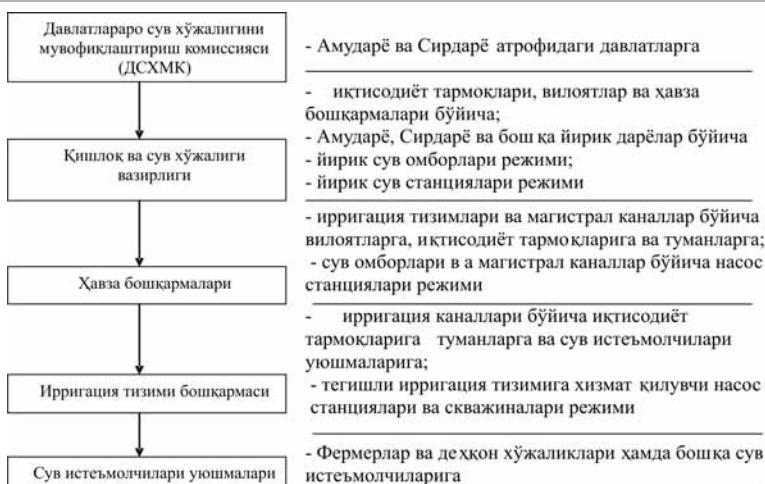 Давлатлараро сув хўжалигини
мувофиқлаштириш комиссияси
(ДСХМК)
- Амударё ва Сирдарё атрофидаги давлатларга
- иқтисодиёт тармоқлари, вилоятлар ва ҳавза
бошқармалари бўйича;
- Амударё, Сирдарё ва бош қа йирик дарёлар бўйича
- йирик сув омборлари режими;
- йирик сув станциялари режими
Қишлоқ ва сув хўжалиги
вазирлиги
- ирригация тизимлари ва магистрал каналлар бўйича
вилоятларга, иқтисодиёт тармоқларига ва туманларга;
- сув омборлари в а магистрал каналлар бўйича насос
станциялари режими
Ҳавза бошқармалари
- ирригация каналлари бўйича иқтисодиёт
тармоқларига туманларга ва сув истеъмолчилари
уюшмаларига;
- тегишли ирригация тизимига хизмат қилувчи насос
станциялари ва скважиналари режими
Ирригация тизими бошқармаси
- Фермерлар ва деҳқон хўжаликлари ҳамда бошқа сув
истеъмолчиларига
Сув истеъмолчилари уюшмалари